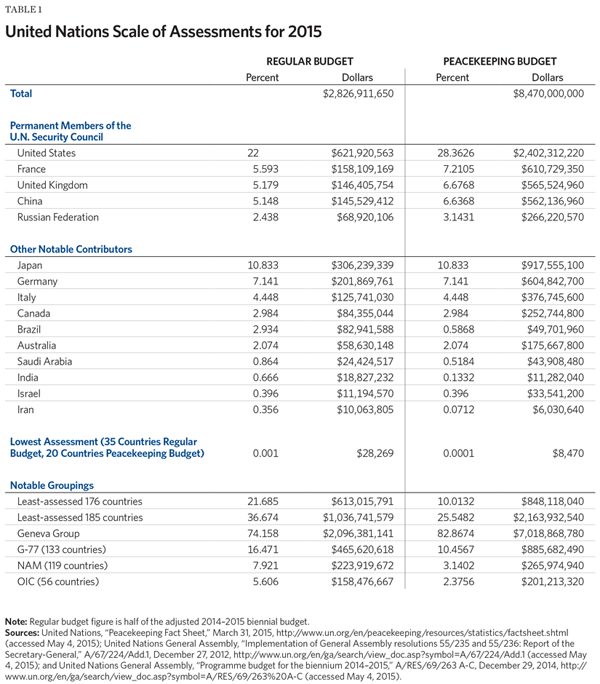 TABLE 1
United Nations Scale of Assessments for 2015
REGULAR BUDGET PEACEKEEPING BUDGET
Percent Dollars Percent Dollars
Total $2,826,911,650 $8,470,000,000
Permanent Members of the
U.N. Security Council
United States 22 $621,920,563 28.3626 $2,402,312,220
France 5.593 $158,109,169 7.2105 $610,729,350
United Kingdom 5.179 $146,405,754 6.6768 $565,524,960
China 5.148 $145,529,412 6.6368 $562,136,960
Russian Federation 2.438 $68,920,106 3.1431 $266,220,570
Other Notable Contributors
Japan 10.833 $306,239,339 10.833 $917,555,100
Germany 7.141 $201,869,761 7.141 $604,842,700
Italy 4.448 $125,741,030 4.448 $376,745,600
Canada 2.984 $84,355,044 2.984 $252,744,800
Brazil 2.934 $82,941,588 0.5868 $49,701,960
Australia 2.074 $58,630,148 2.074 $175,667,800
Saudi Arabia 0.864 $24,424,517 0.5184 $43,908,480
India 0.666 $18,827,232 0.1332 $11,282,040
Israel 0.396 $11,194,570 0.396 $33,541,200
Iran 0.356 $10,063,805 0.0712 $6,030,640
Lowest Assessment (35 Countries Regular
Budget, 20 Countries Peacekeeping Budget) 0.001 $28,269 0.0001 $8,470
Notable Groupings
Least-assessed 176 countries 21.685 $613,015,791 10.0132 $848,118,040
Least-assessed 185 countries 36.674 $1,036,741,579 25.5482 $2,163,932,540
Geneva Group 74.158 $2,096,381,141 82.8674 $7,018,868,780
G-77 (133 countries) 16.471 $465,620,618 10.4567 $885,682,490
NAM (119 countries) 7.921 $223,919,672 3.1402 $265,974,940
OIC (56 countries) 5.606 $158,476,667 2.3756 $201,213,320
Note: Regular budget figure is half of the adjusted 2014–2015 biennial budget.
Sources: United Nations, “Peacekeeping Fact Sheet,” March 31, 2015, http://www.un.org/en/peacekeeping/resources/statistics/factsheet.shtml
(accessed May 4, 2015); United Nations General Assembly, “Implementation of General Assembly resolutions 55/235 and 55/236: Report of the
Secretary-General,” A/67/224/Add.1, December 27, 2012, http://www.un.org/en/ga/search/view_doc.asp?symbol=A/67/224/Add.1 (accessed May
4, 2015); and United Nations General Assembly, “Programme budget for the biennium 2014–2015,” A/RES/69/263 A-C, December 29, 2014, http://
www.un.org/en/ga/search/view_doc.asp?symbol=A/RES/69/263%20A-C (accessed May 4, 2015).